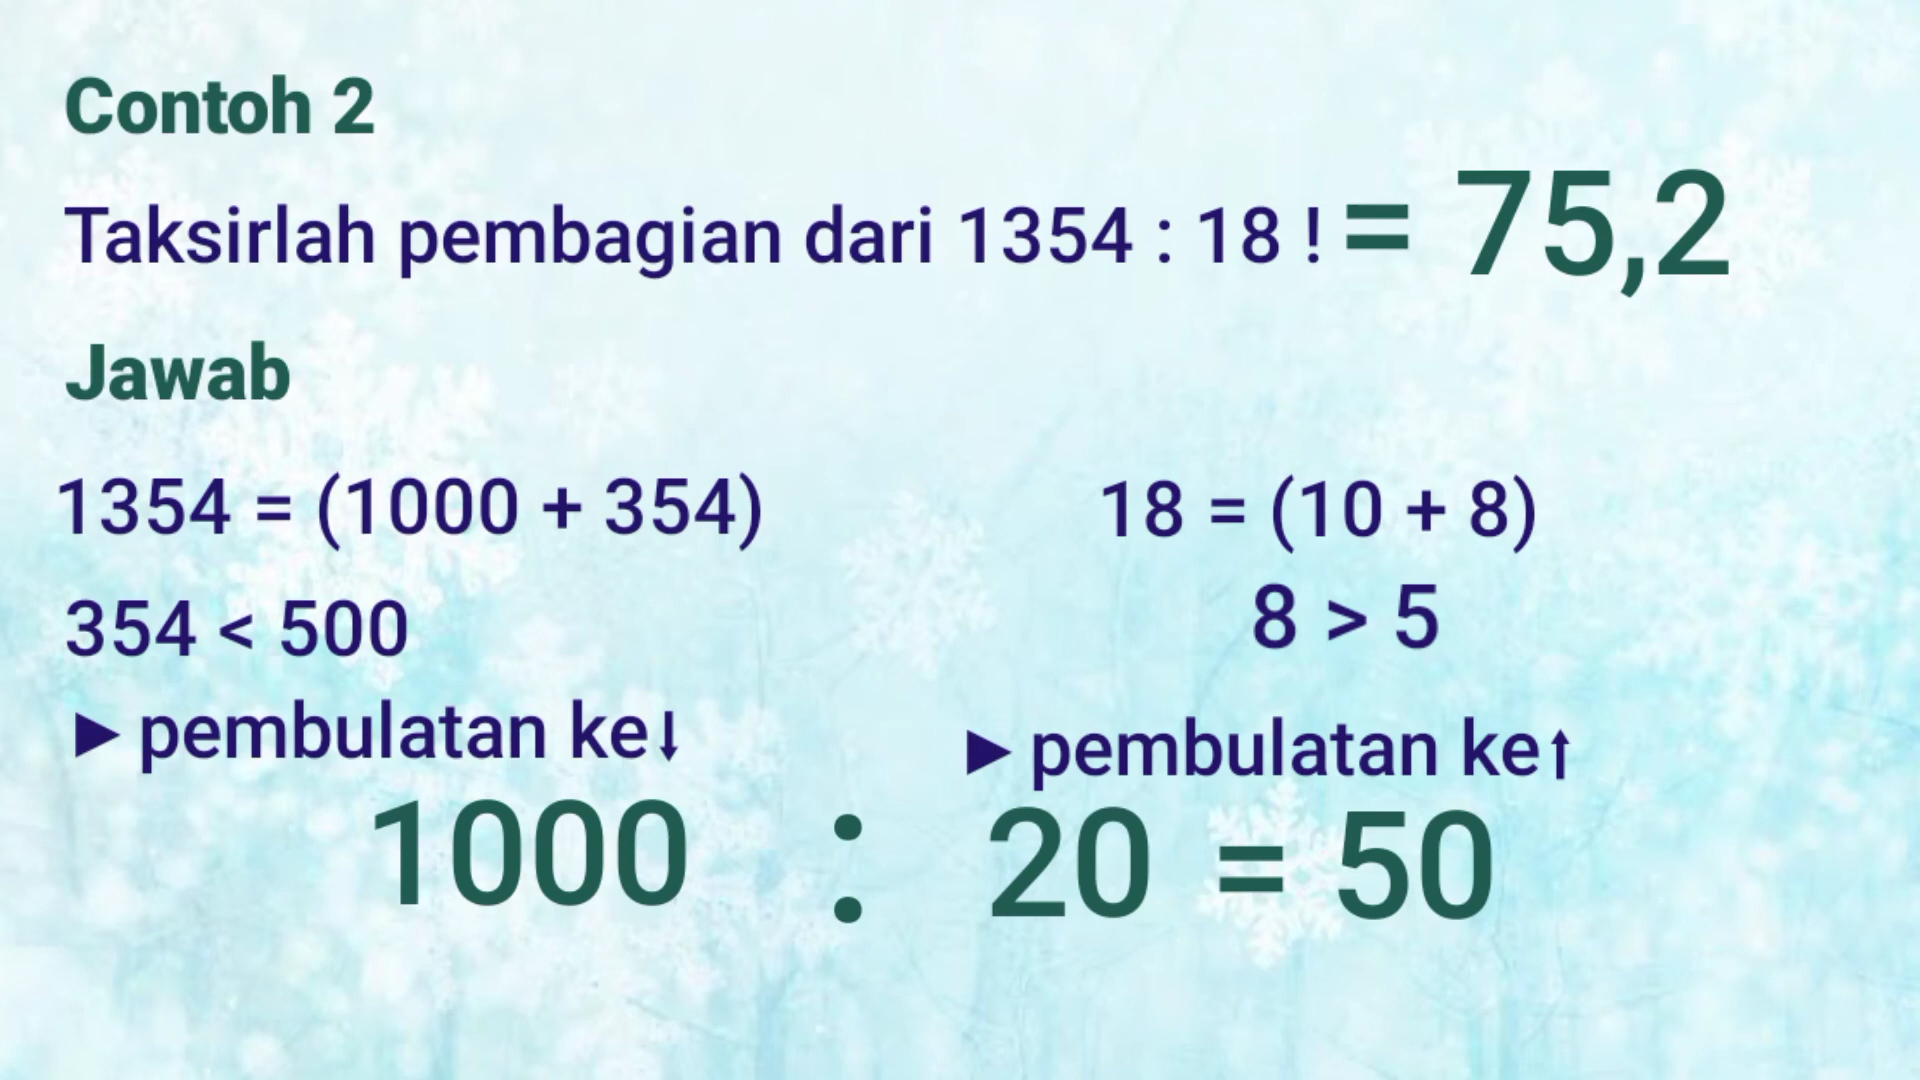 Contoh 2
Taksirlah pembagian dari 1354 : 18 ! = 75,2
Jawab
1354 = (1000 + 354)
354 < 500
► pembulatan ke↓
18 = (10 + 8)
8 > 5
► pembulatan ke↑
1000 : 20 = 50